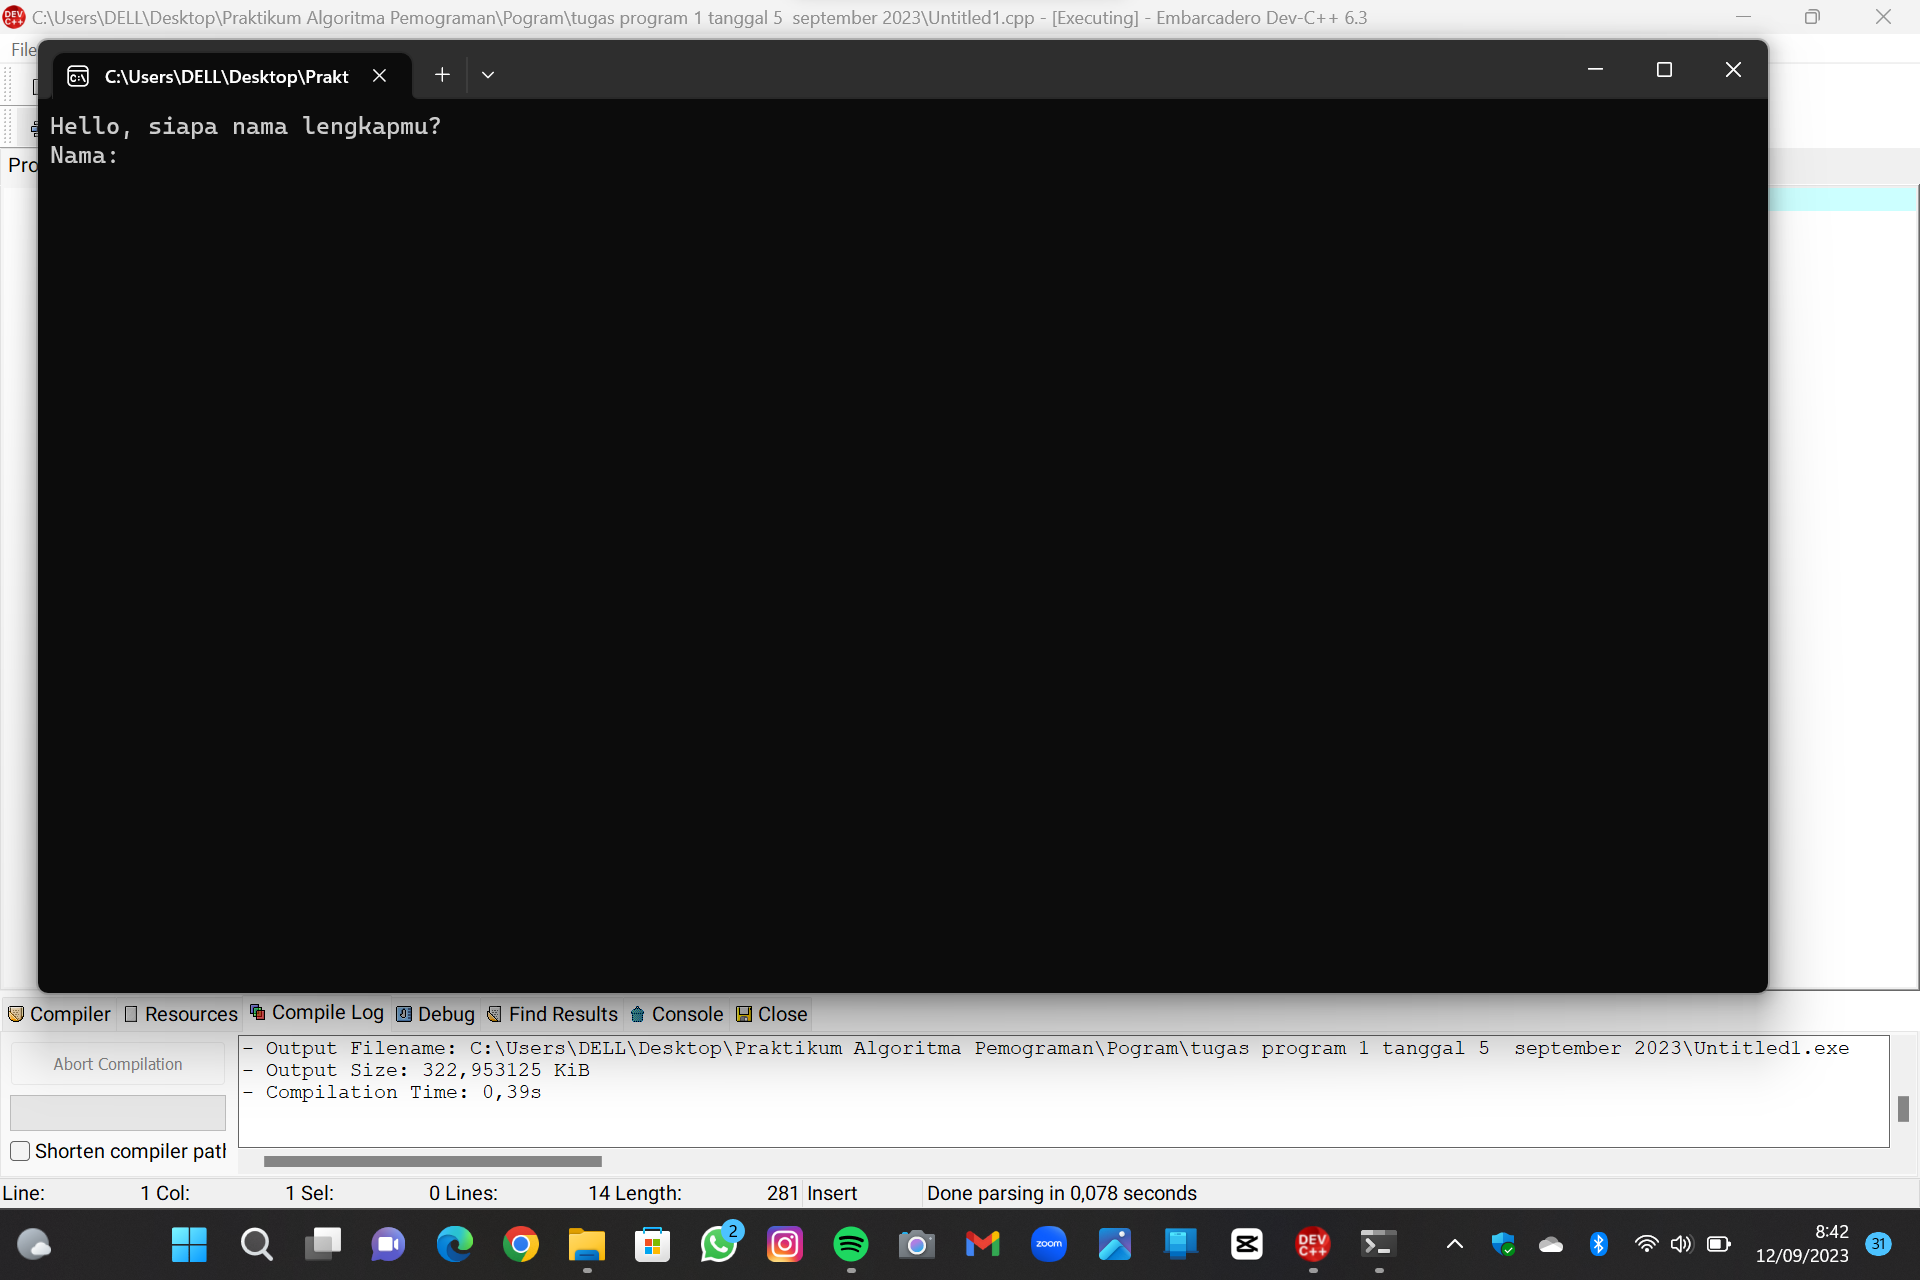 C:\Users\DELL\Desktop\Praktikum Algoritma Pemograman\Pogram\tugas program 1 tanggal 5  september 2023\Untitled1.cpp - [Executing] - Embarcadero Dev-C++ 6.3
File
C:\Users\DELL\Desktop\Prakt
Hello, siapa nama lengkapmu?
Nama:
Pro
Compiler Resources Compile Log Debug Find Results Console Close
Abort Compilation
- Output Filename: C:\Users\DELL\Desktop\Praktikum Algoritma Pemograman\Pogram\tugas program 1 tanggal 5  september 2023\Untitled1.exe
- Output Size: 322,953125 KiB
- Compilation Time: 0,39s
Shorten compiler path
Line: 1 Col: 1 Sel: 0 Lines: 14 Length: 281 Insert Done parsing in 0,078 seconds
2
zoom
DEV C++
8:42
12/09/2023
31